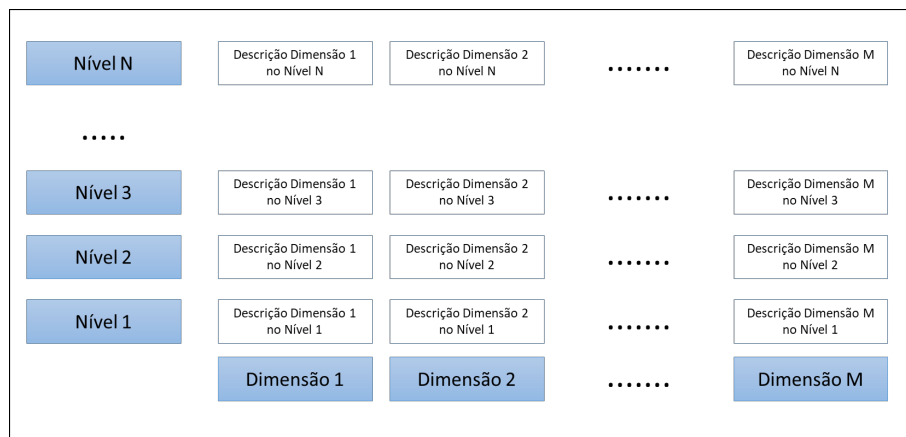 Nível N
Descrição Dimensão 1
no Nível N
Descrição Dimensão 2
no Nível N
.......
Descrição Dimensão M
no Nível N
.....
Nível 3
Descrição Dimensão 1
no Nível 3
Descrição Dimensão 2
no Nível 3
.......
Descrição Dimensão M
no Nível 3
Nível 2
Descrição Dimensão 1
no Nível 2
Descrição Dimensão 2
no Nível 2
.......
Descrição Dimensão M
no Nível 2
Nível 1
Descrição Dimensão 1
no Nível 1
Descrição Dimensão 2
no Nível 1
.......
Descrição Dimensão M
no Nível 1
Dimensão 1
Dimensão 2
.......
Dimensão M